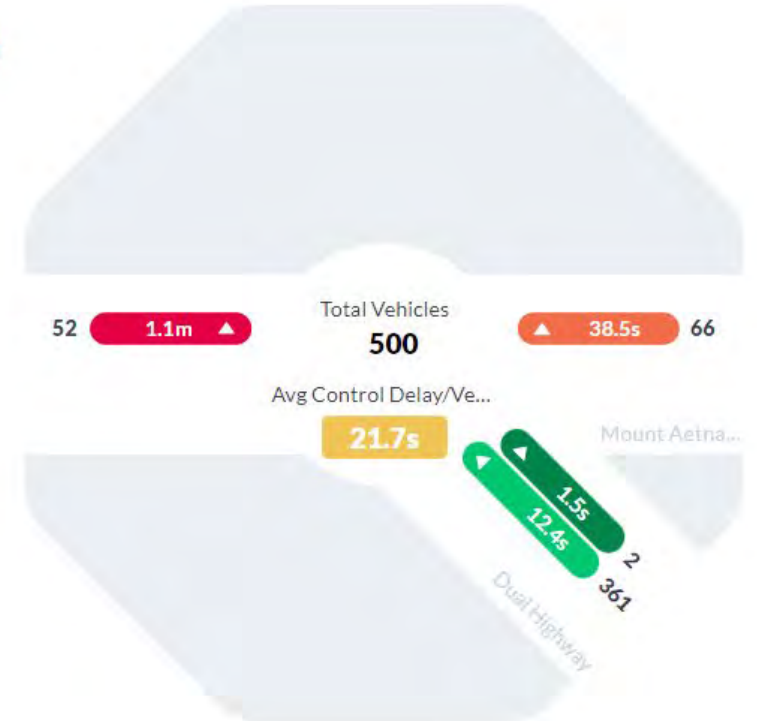 Total Vehicles
500
52
1.1m
38.5s
66
Avg Control Delay/Ve...
21.7s
Mount Aetna...
1.5s
2
12.4s
361
Dual Highway